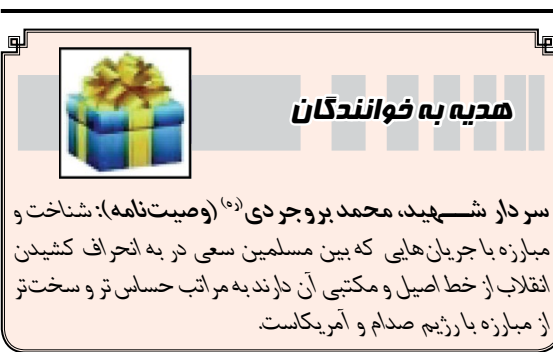 هدیه به خوانندگان
سردار شهید، محمد بروجردی(ره) (وصیت‌نامه): شناخت و
مبارزه با جریان‌هایی که بین مسلمین سعی در به انحراف کشیدن
انقلاب از خط اصیل و مکتبی آن دارند به مراتب حساس‌تر و سخت‌تر
از مبارزه با رژیم صدام و آمریکاست.